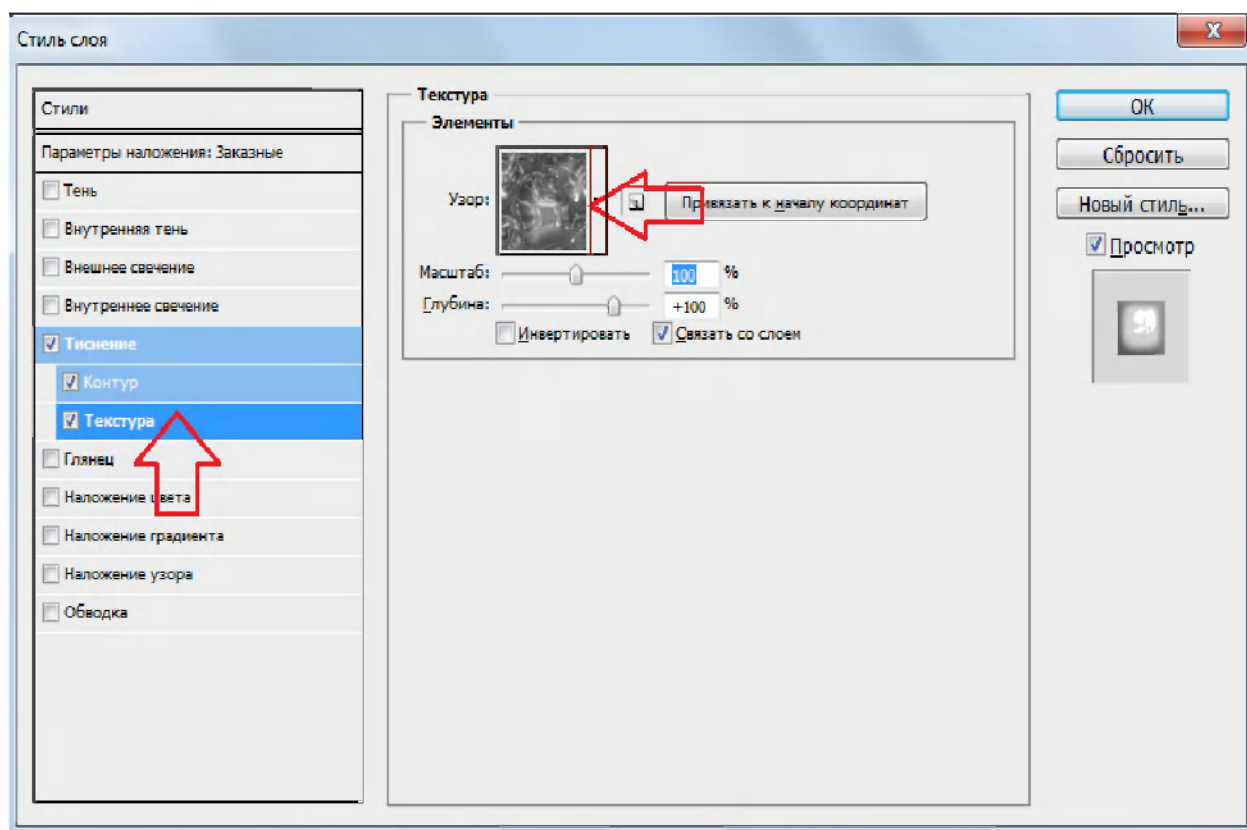 Стиль слоя
X
Стили
Параметры наложения: Заказные
Тень
Внутренняя тень
Внешнее свечение
Внутреннее свечение
Тиснение
Контур
Текстура
Глянец
Наложение цвета
Наложение градиента
Наложение узора
Обводка
Текстура
Элементы
Узор:
Привязать к началу координат
Масштаб: 100 %
Глубина: +100 %
Инвертировать Связать со слоем
OK
Сбросить
Новый стиль...
Просмотр